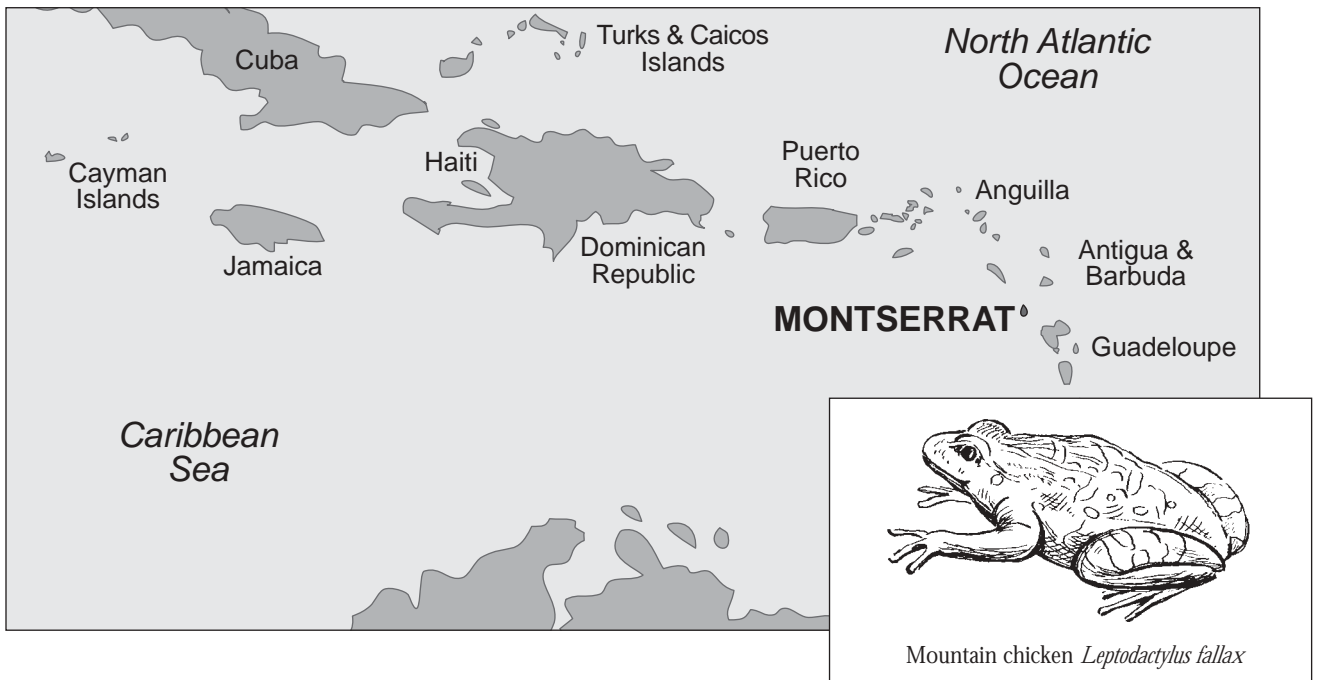 Cuba
Turks & Caicos
Islands
North Atlantic
Ocean
Cayman
Islands
Haiti
Puerto
Rico
Anguilla
Jamaica
Dominican
Republic
Antigua &
Barbuda
MONTSERRAT
Guadeloupe
Caribbean
Sea
Mountain chicken Leptodactylus fallax